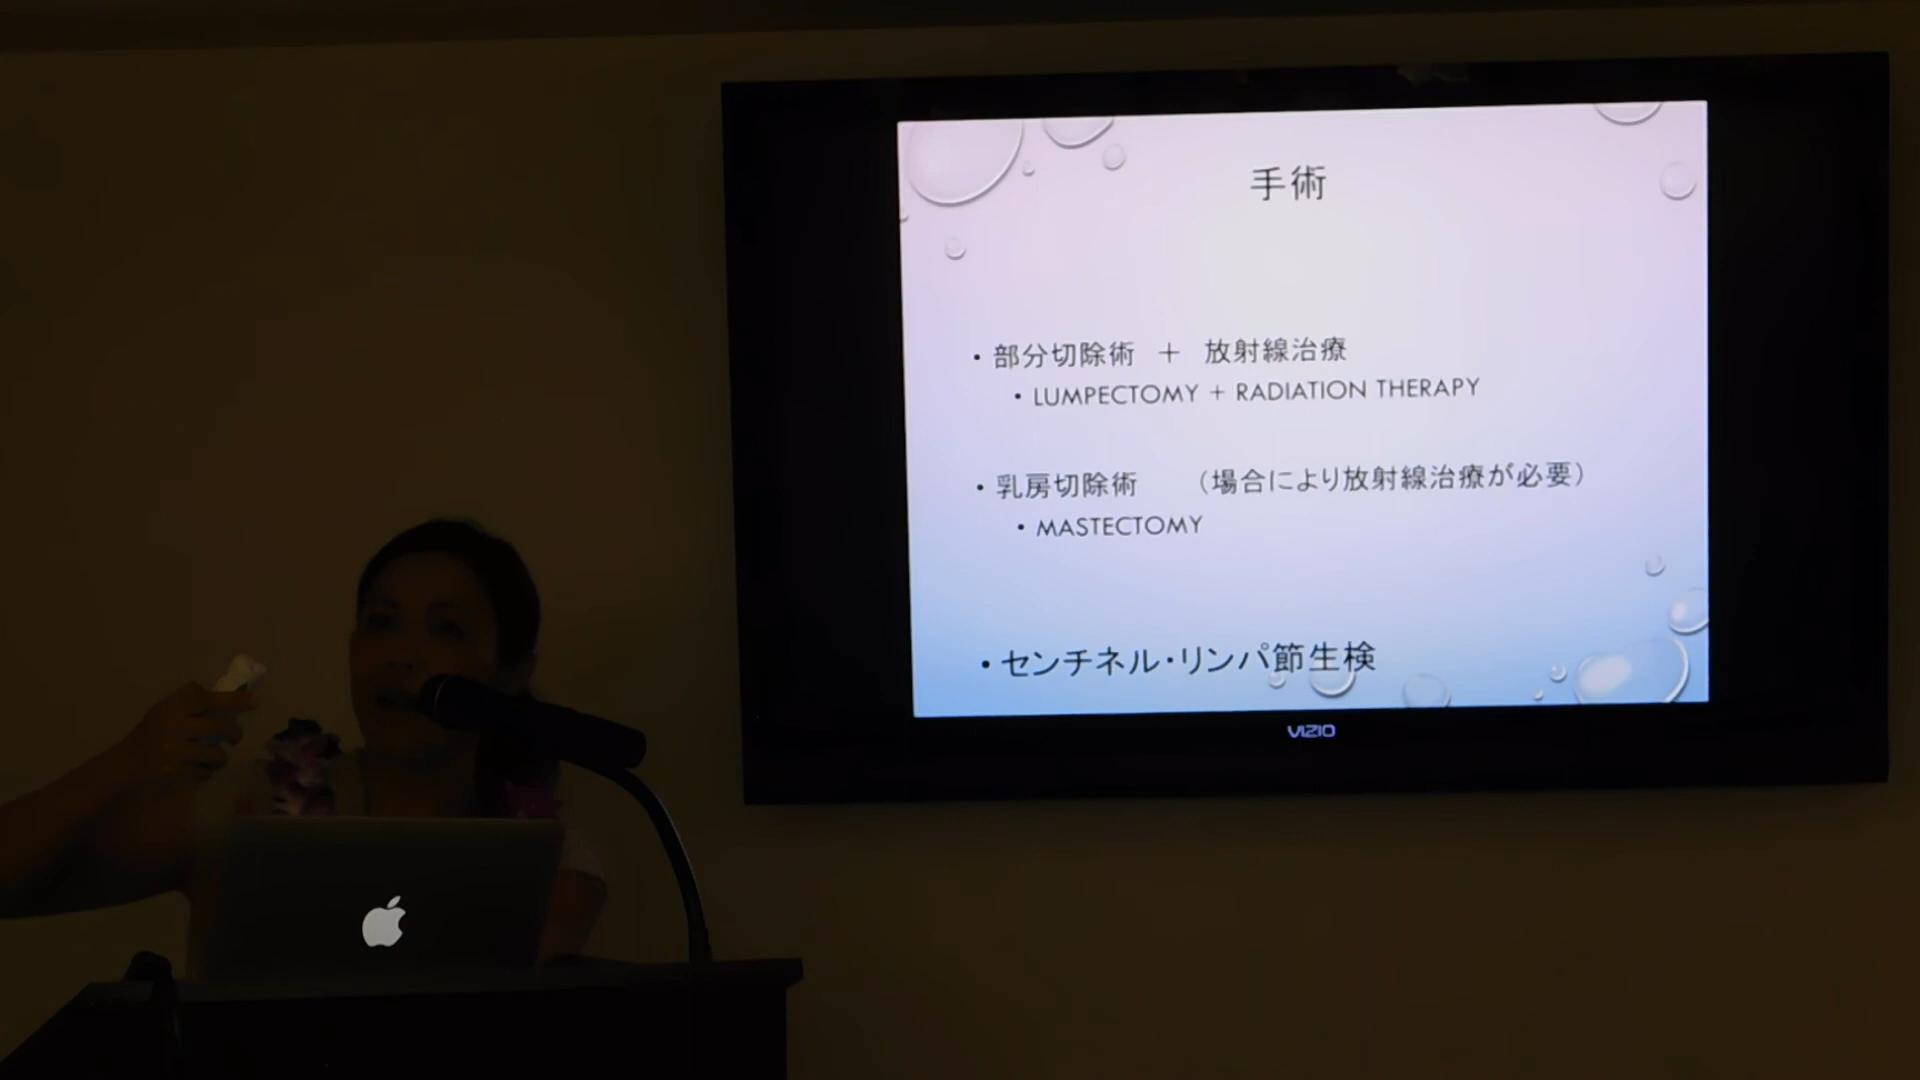 手術
・部分切除術 ＋ 放射線治療
・LUMPECTOMY + RADIATION THERAPY
・乳房切除術 （場合により放射線治療が必要）
・MASTECTOMY
・センチネル・リンパ節生検
VIZIO